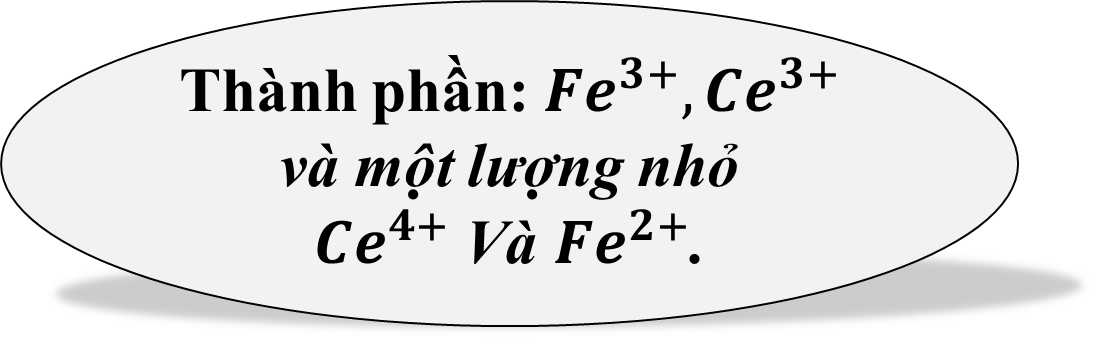 Thành phần: Fe³⁺, Ce³⁺
và một lượng nhỏ
Ce⁴⁺ Và Fe²⁺.